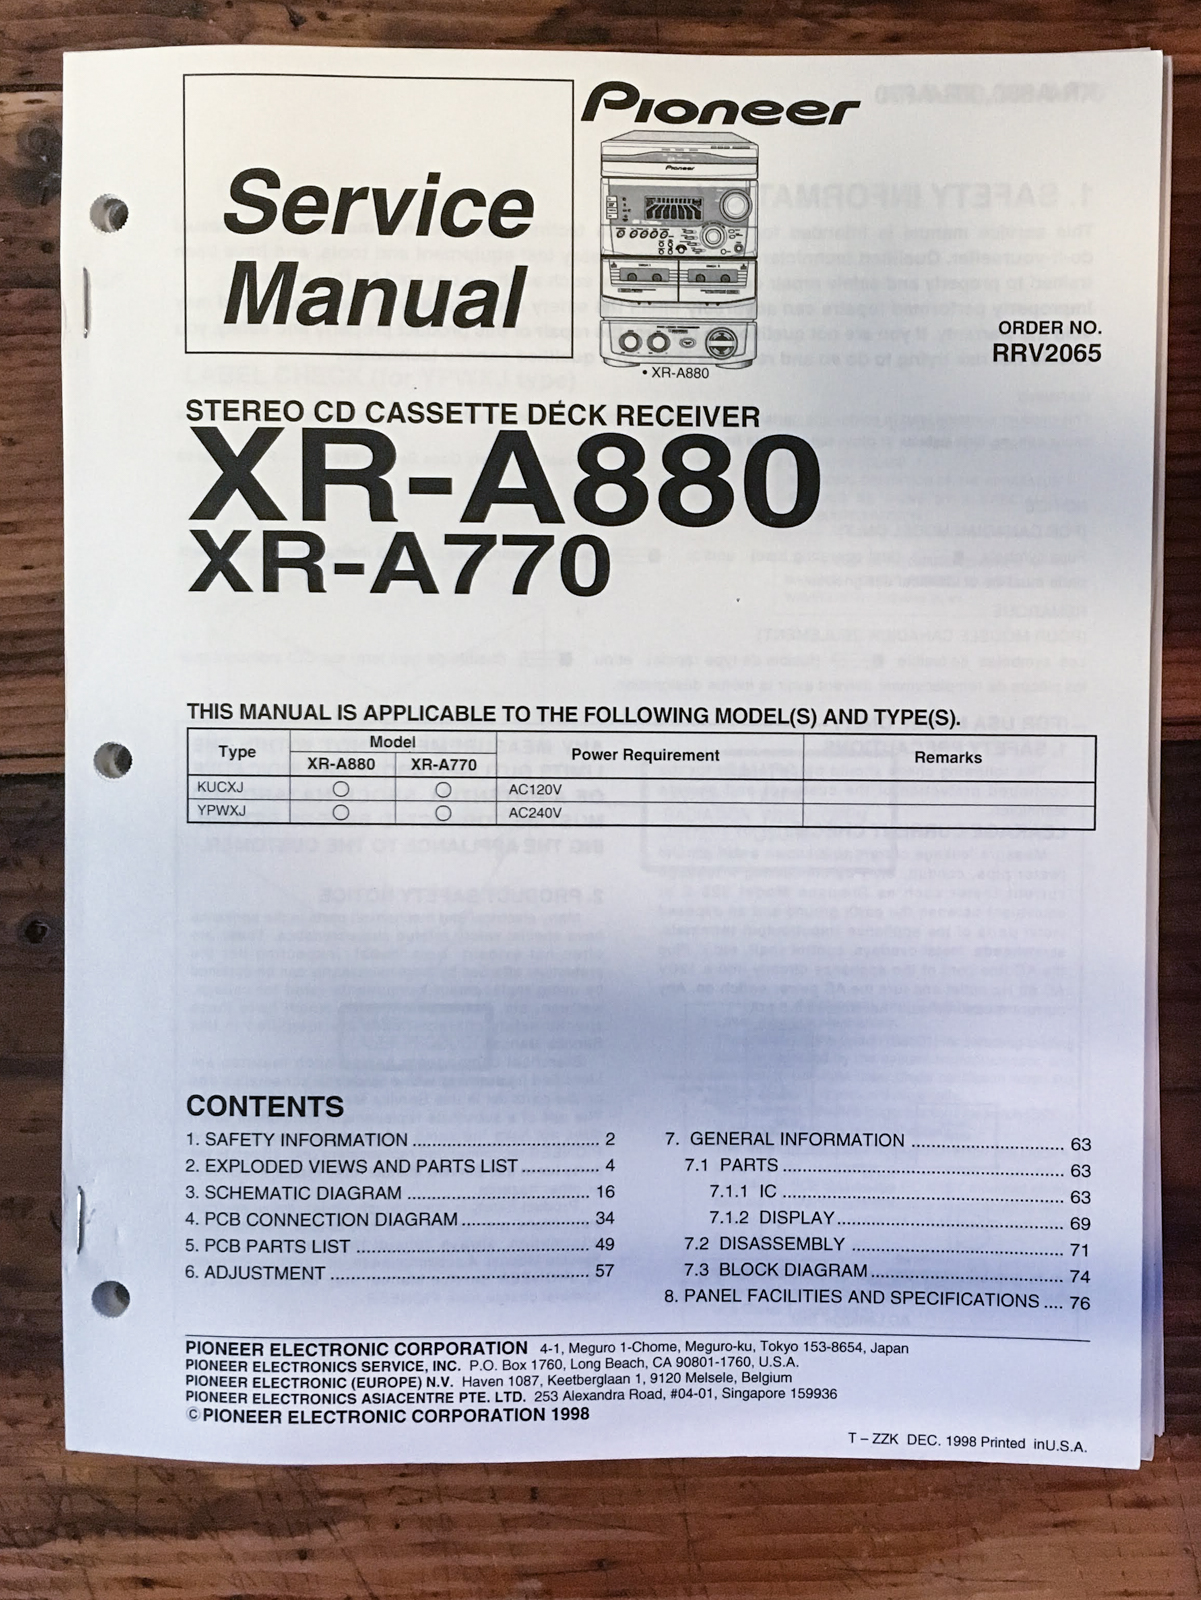 Pioneer
Service
Manual
Pioneer
• XR-A880
ORDER NO.
RRV2065
STEREO CD CASSETTE DECK RECEIVER
XR-A880
XR-A770
THIS MANUAL IS APPLICABLE TO THE FOLLOWING MODEL(S) AND TYPE(S).
Type Model Power Requirement Remarks
XR-A880 XR-A770
KUCXJ ○ ○ AC120V
YPWXJ ○ ○ AC240V
CONTENTS
1. SAFETY INFORMATION ........................................ 2
2. EXPLODED VIEWS AND PARTS LIST ................. 4
3. SCHEMATIC DIAGRAM ....................................... 16
4. PCB CONNECTION DIAGRAM ........................... 34
5. PCB PARTS LIST ................................................. 49
6. ADJUSTMENT ...................................................... 57
7. GENERAL INFORMATION ................................. 63
7.1 PARTS ............................................................ 63
7.1.1 IC ............................................................ 63
7.1.2 DISPLAY ................................................ 69
7.2 DISASSEMBLY .............................................. 71
7.3 BLOCK DIAGRAM .......................................... 74
8. PANEL FACILITIES AND SPECIFICATIONS .... 76
PIONEER ELECTRONIC CORPORATION 4-1, Meguro 1-Chome, Meguro-ku, Tokyo 153-8654, Japan
PIONEER ELECTRONICS SERVICE, INC. P.O. Box 1760, Long Beach, CA 90801-1760, U.S.A.
PIONEER ELECTRONIC (EUROPE) N.V. Haven 1087, Keetberglaan 1, 9120 Melsele, Belgium
PIONEER ELECTRONICS ASIACENTRE PTE. LTD. 253 Alexandra Road, #04-01, Singapore 159936
©PIONEER ELECTRONIC CORPORATION 1998
T – ZZK DEC. 1998 Printed inU.S.A.